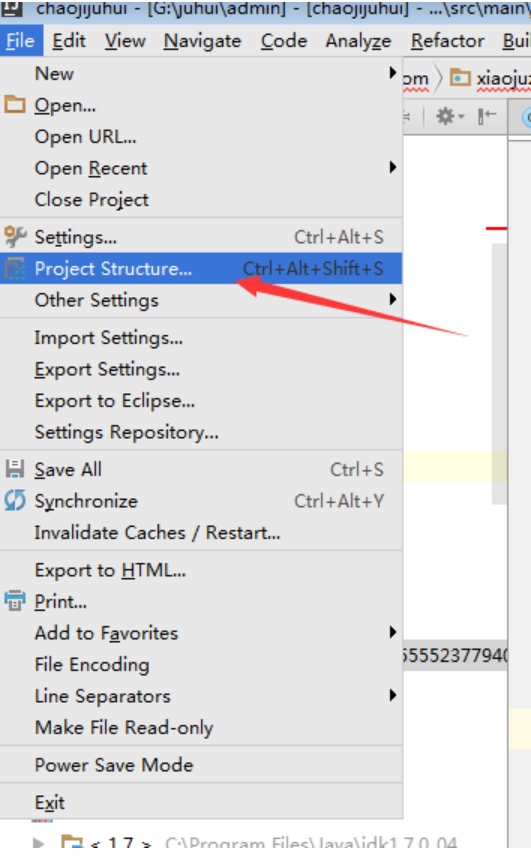 chaojijuhui - [G:\juhui\admin] - [chaojijuhui] - ...\src\main\
File Edit View Navigate Code Analyze Refactor Bui
New
om xiaojuz
Open...
Open URL...
Open Recent
Close Project
Settings... Ctrl+Alt+S
Project Structure... Ctrl+Alt+Shift+S
Other Settings
Import Settings...
Export Settings...
Export to Eclipse...
Settings Repository...
Save All Ctrl+S
Synchronize Ctrl+Alt+Y
Invalidate Caches / Restart...
Export to HTML...
Print...
Add to Favorites
File Encoding
5555237794
Line Separators
Make File Read-only
Power Save Mode
Exit
< 1.7 > C:\Program Files\Java\jdk1.7.0_04